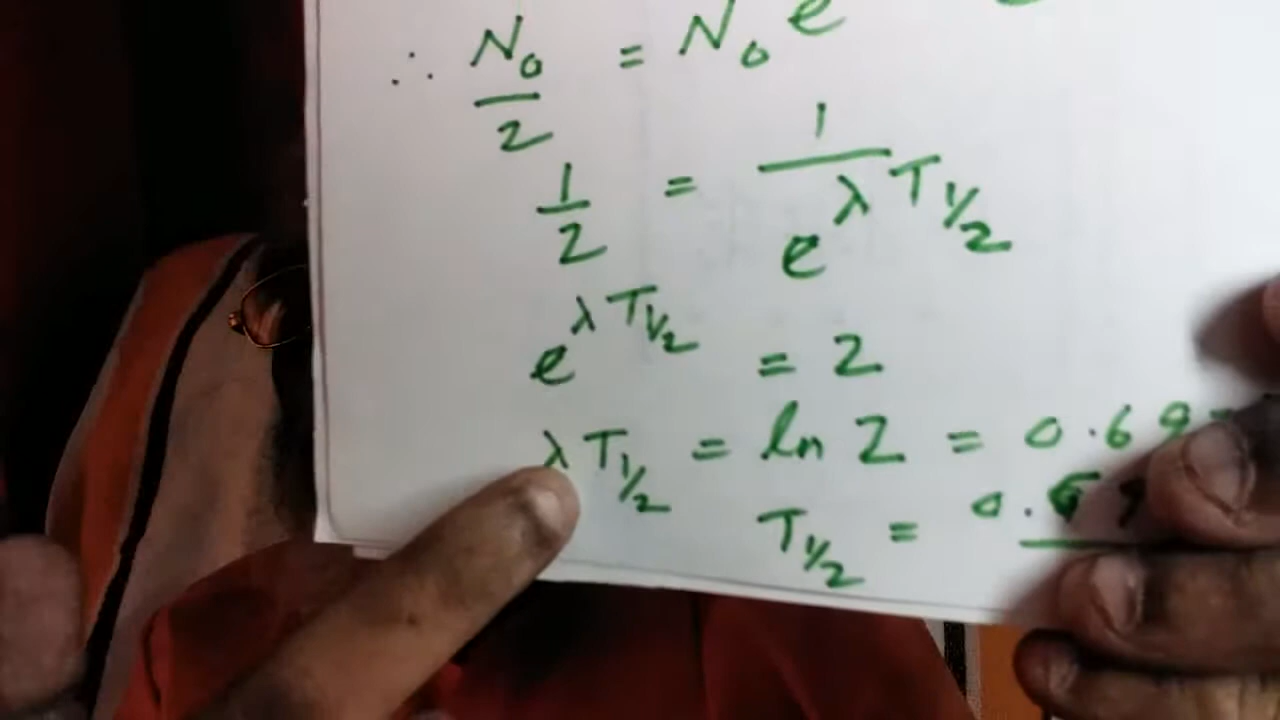 ∴ N₀/2 = N₀ e
1/2 = 1/e^λT1/2
e^λT1/2 = 2
λT1/2 = ln 2 = 0.69
T1/2 = 0.69